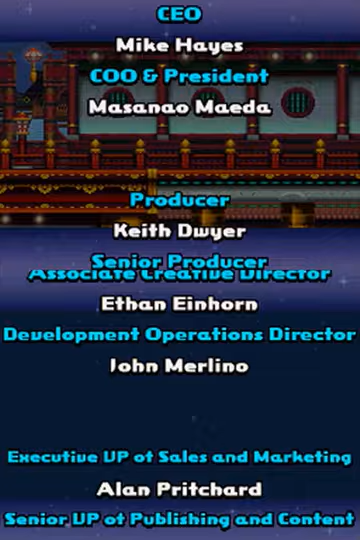 CEO
Mike Hayes
COO & President
Masanao Maeda
Producer
Keith Dwyer
Senior Producer
Associate Creative Director
Ethan Einhorn
Development Operations Director
John Merlino
Executive VP of Sales and Marketing
Alan Pritchard
Senior VP of Publishing and Content